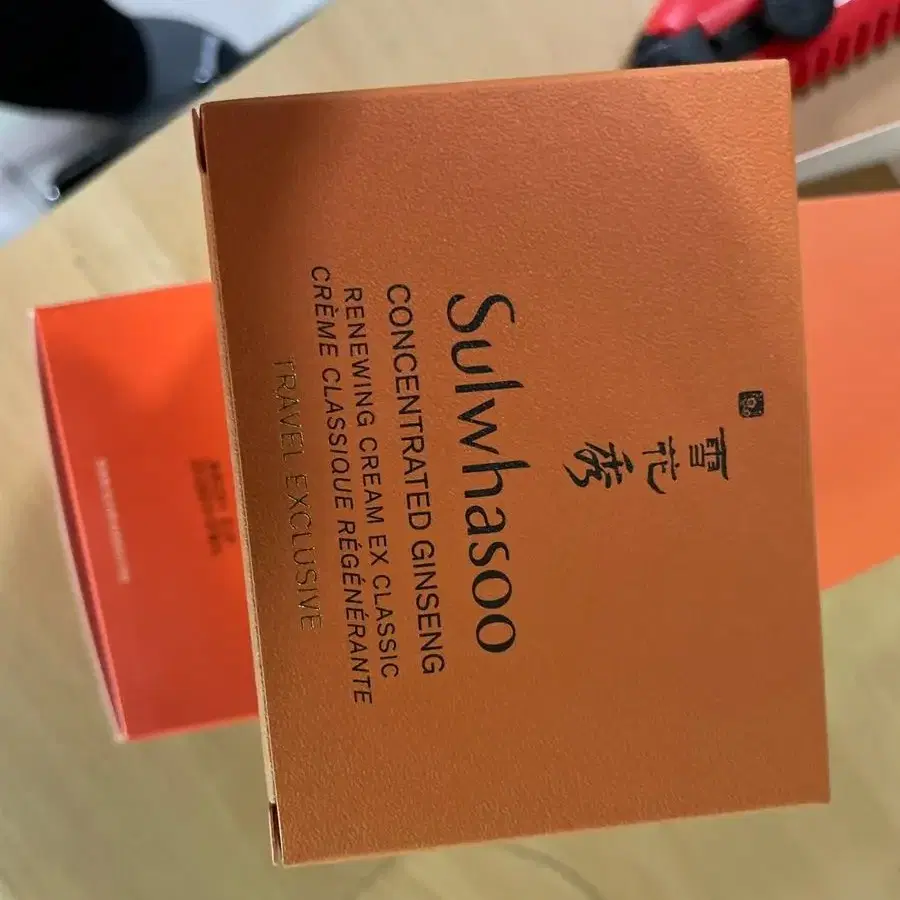 雪花秀
Sulwhasoo
CONCENTRATED GINSENG
RENEWING CREAM EX CLASSIC
CRÈME CLASSIQUE RÉGÉNÉRANTE
TRAVEL EXCLUSIVE